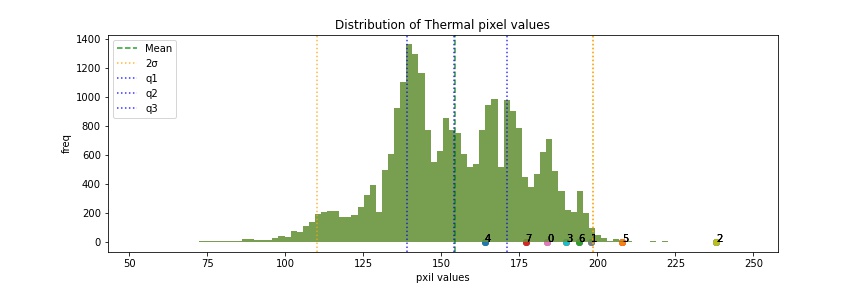 Distribution of Thermal pixel values
Mean
2σ
q1
q2
q3
freq
1400
1200
1000
800
600
400
200
0
4 7 0 3 6 1 5 2
50 75 100 125 150 175 200 225 250
pxil values